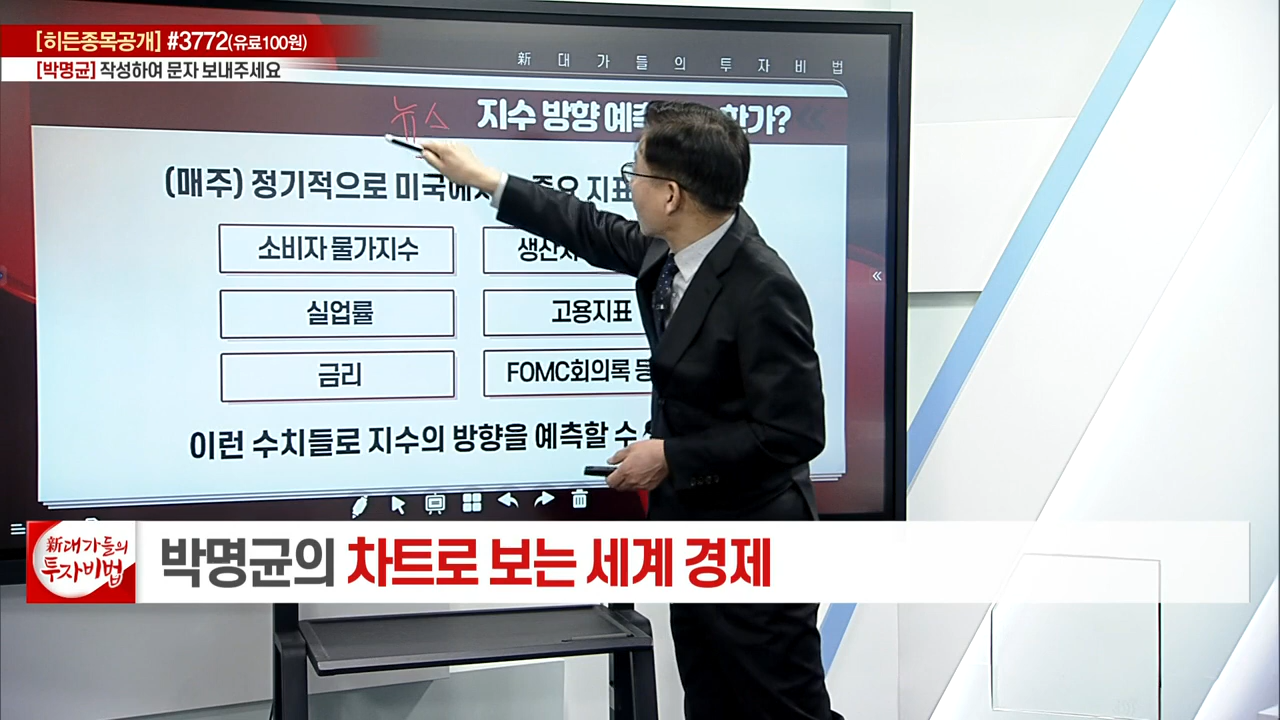 [히든종목공개] #3772(유료100원)
[박명균] 작성하여 문자 보내주세요
新 대 가 들 의 투 자 비 법
뉴스 지수 방향 한가?
(매주) 정기적으로 미국에서 주요 지표
소비자 물가지수
실업률 고용지표
금리 FOMC회의록 등
이런 수치들로 지수의 방향을 예측할 수
新대가들의
투자비법
박명균의 차트로 보는 세계 경제